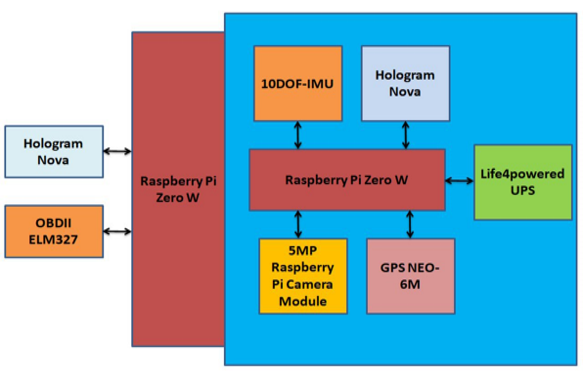 Hologram
Nova
OBDII
ELM327
Raspberry Pi
Zero W
10DOF-IMU
Hologram
Nova
Raspberry Pi Zero W
Life4powered
UPS
5MP
Raspberry
Pi Camera
Module
GPS NEO-
6M